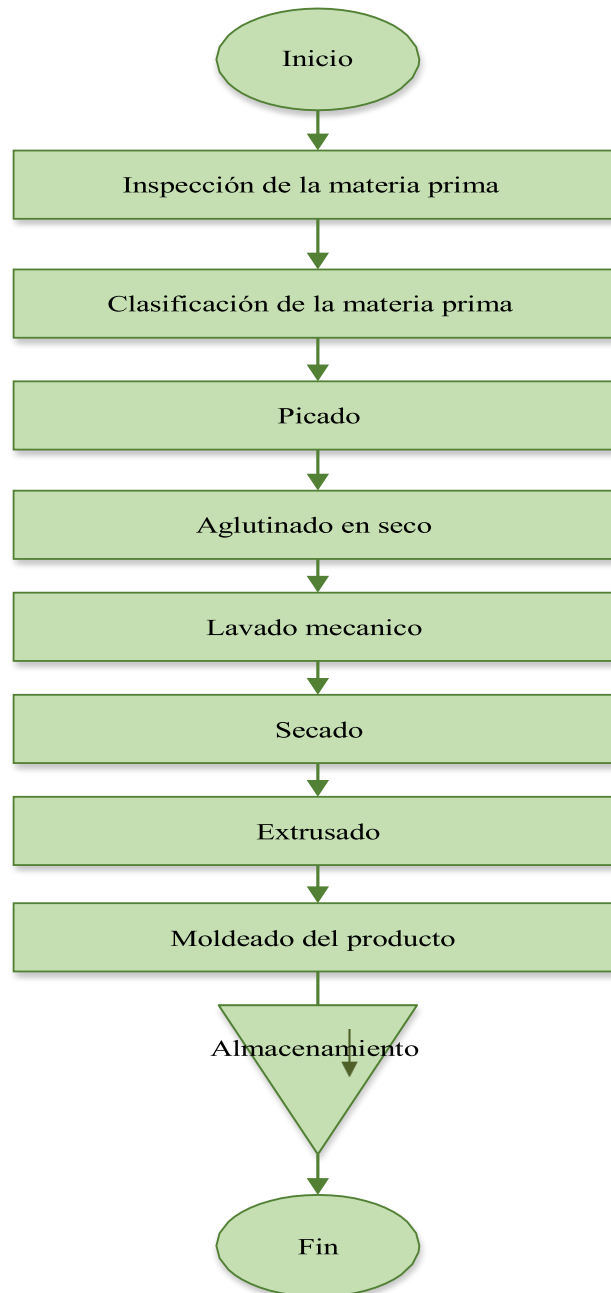 Inicio
Inspección de la materia prima
Clasificación de la materia prima
Picado
Aglutinado en seco
Lavado mecanico
Secado
Extrusado
Moldeado del producto
Almacenamiento
Fin